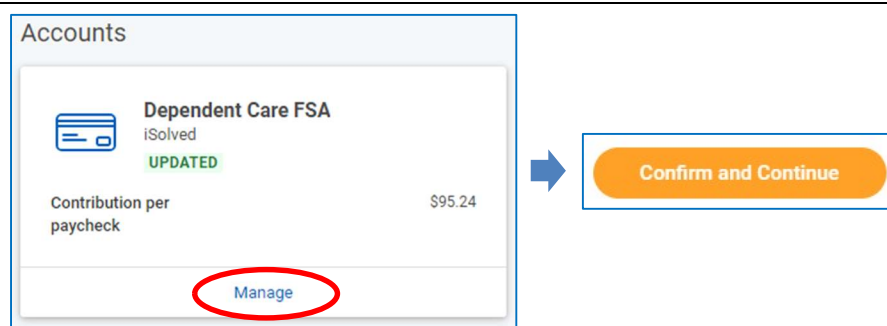 Accounts
Dependent Care FSA
iSolved
UPDATED
Contribution per
paycheck
$95.24
Manage
Confirm and Continue